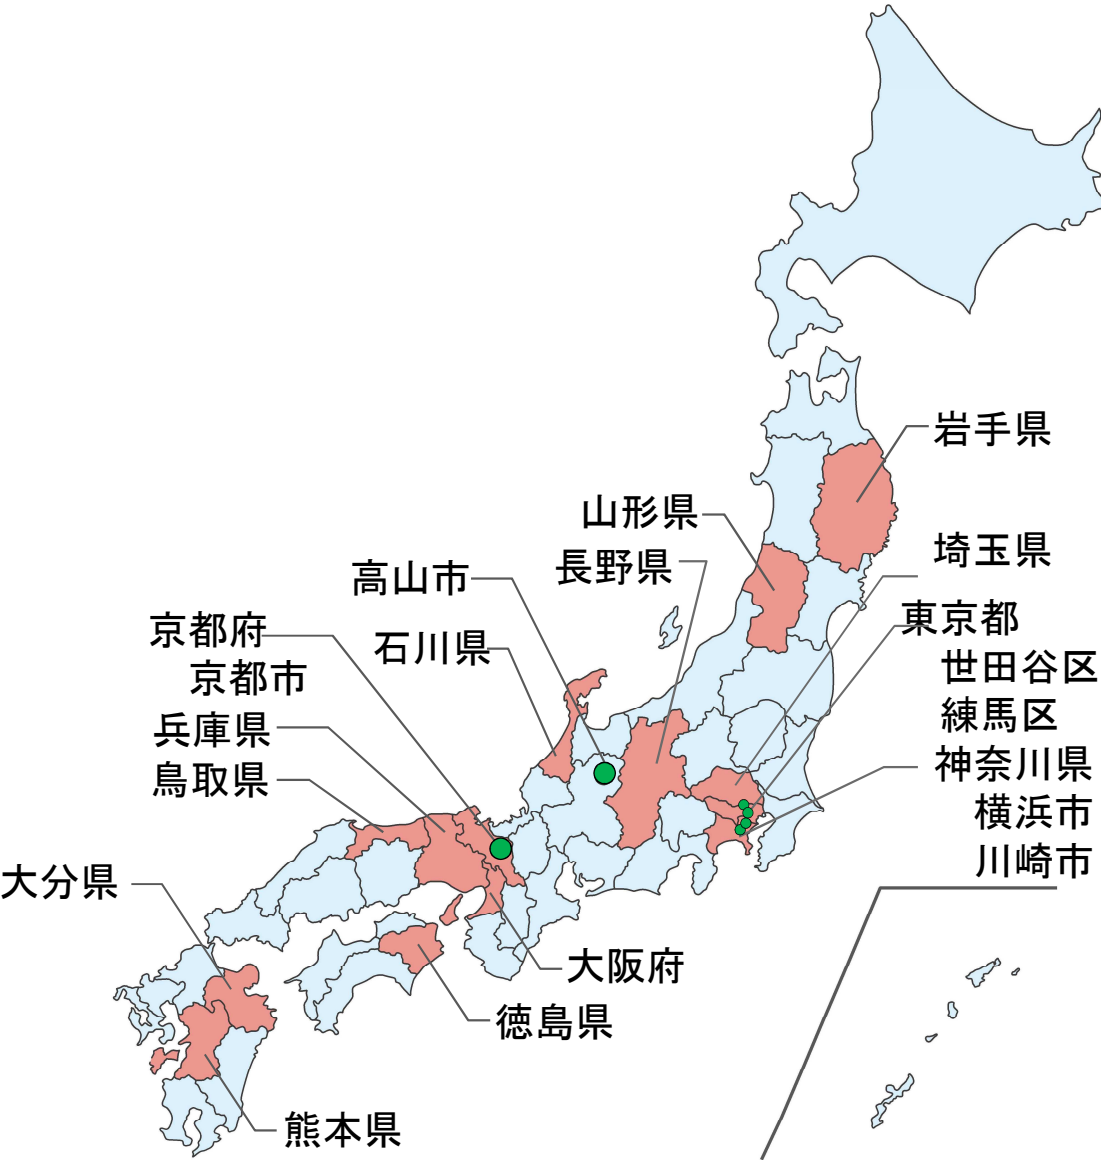 岩手県
山形県
埼玉県
長野県
高山市
東京都
世田谷区
練馬区
京都府
京都市
石川県
兵庫県
神奈川県
横浜市
川崎市
鳥取県
大分県
大阪府
徳島県
熊本県